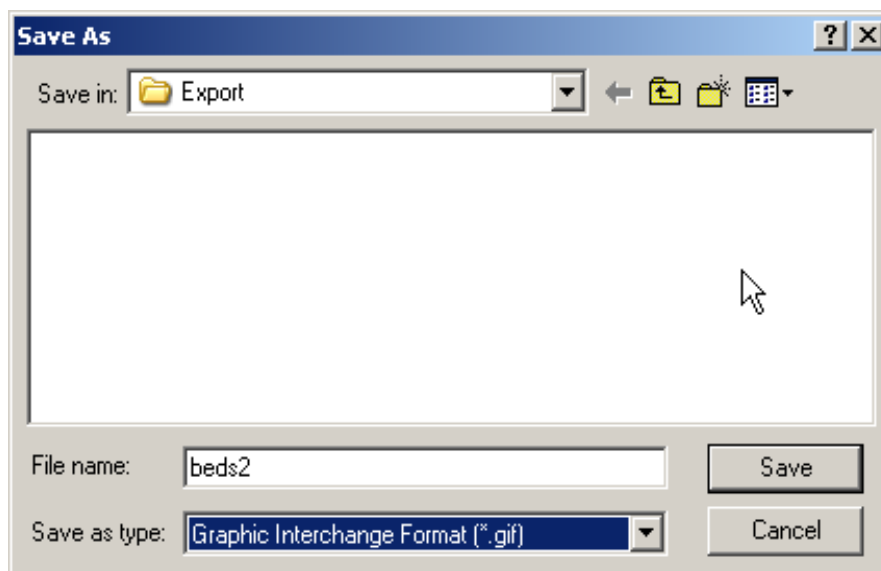 Save As
Save in: Export
File name: beds2
Save
Save as type: Graphic Interchange Format (*.gif)
Cancel